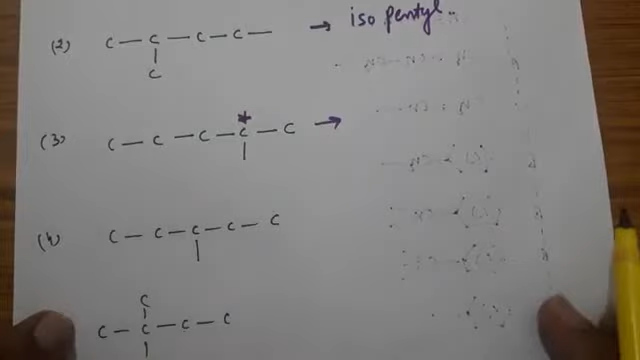 (2) C — C — C — C — → iso pentyl..
C
(3) C — C — C — C* — C →
(4) C — C — C — C — C
C
C — C — C — C